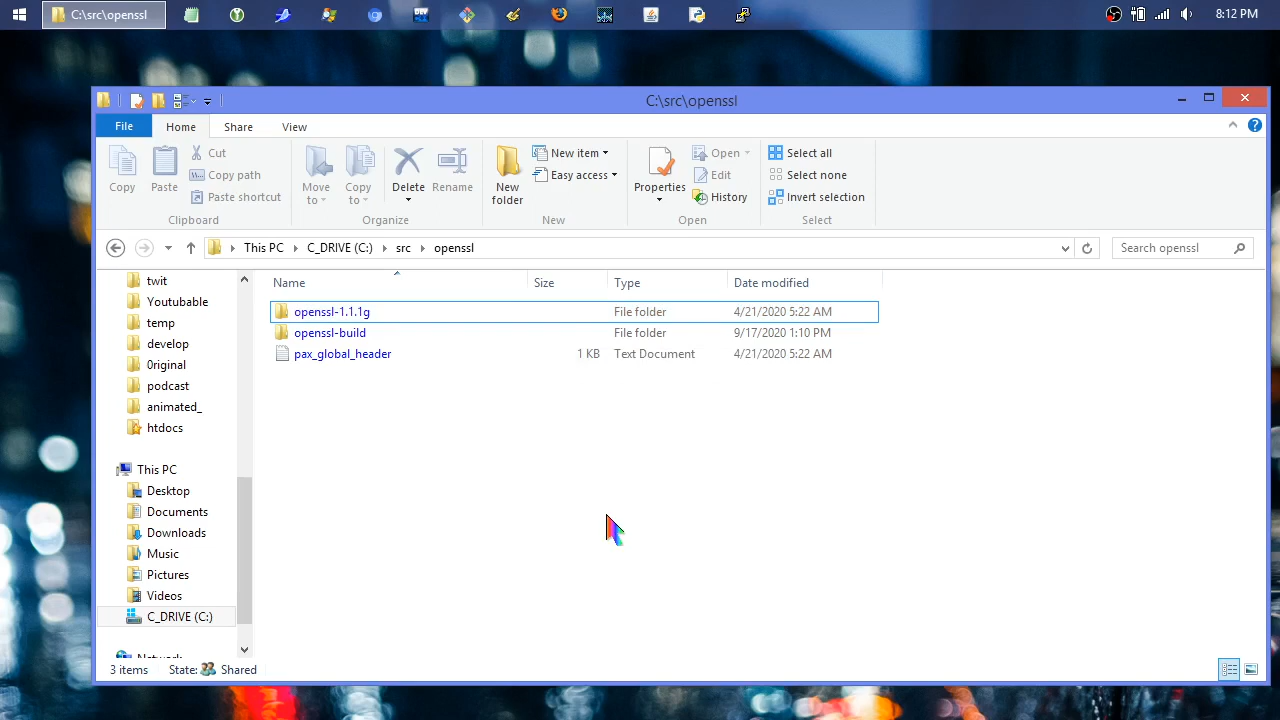 C:\src\openssl
8:12 PM
C:\src\openssl
File Home Share View
Copy
Paste
Cut
Copy path
Paste shortcut
Clipboard
Move to
Copy to
Delete
Rename
Organize
New folder
New item
Easy access
New
Properties
Open
Edit
History
Open
Select all
Select none
Invert selection
Select
This PC C_DRIVE (C:) src openssl
Search openssl
twit
Youtubable
temp
develop
0riginal
podcast
animated_
htdocs
This PC
Desktop
Documents
Downloads
Music
Pictures
Videos
C_DRIVE (C:)
Network
Name Size Type Date modified
openssl-1.1.1g File folder 4/21/2020 5:22 AM
openssl-build File folder 9/17/2020 1:10 PM
pax_global_header 1 KB Text Document 4/21/2020 5:22 AM
3 items State: Shared